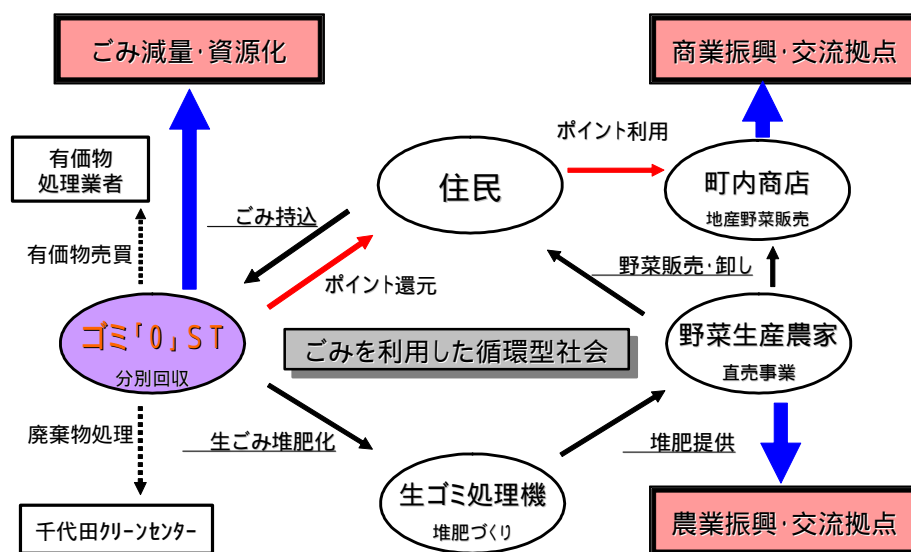 ごみ減量・資源化
商業振興・交流拠点
ポイント利用
有価物
処理業者
住民
町内商店
地産野菜販売
ごみ持込
有価物売買
野菜販売・卸し
ポイント還元
ゴミ「0」ST
分別回収
ごみを利用した循環型社会
野菜生産農家
直売事業
廃棄物処理
生ごみ堆肥化
堆肥提供
生ゴミ処理機
堆肥づくり
千代田クリーンセンター
農業振興・交流拠点